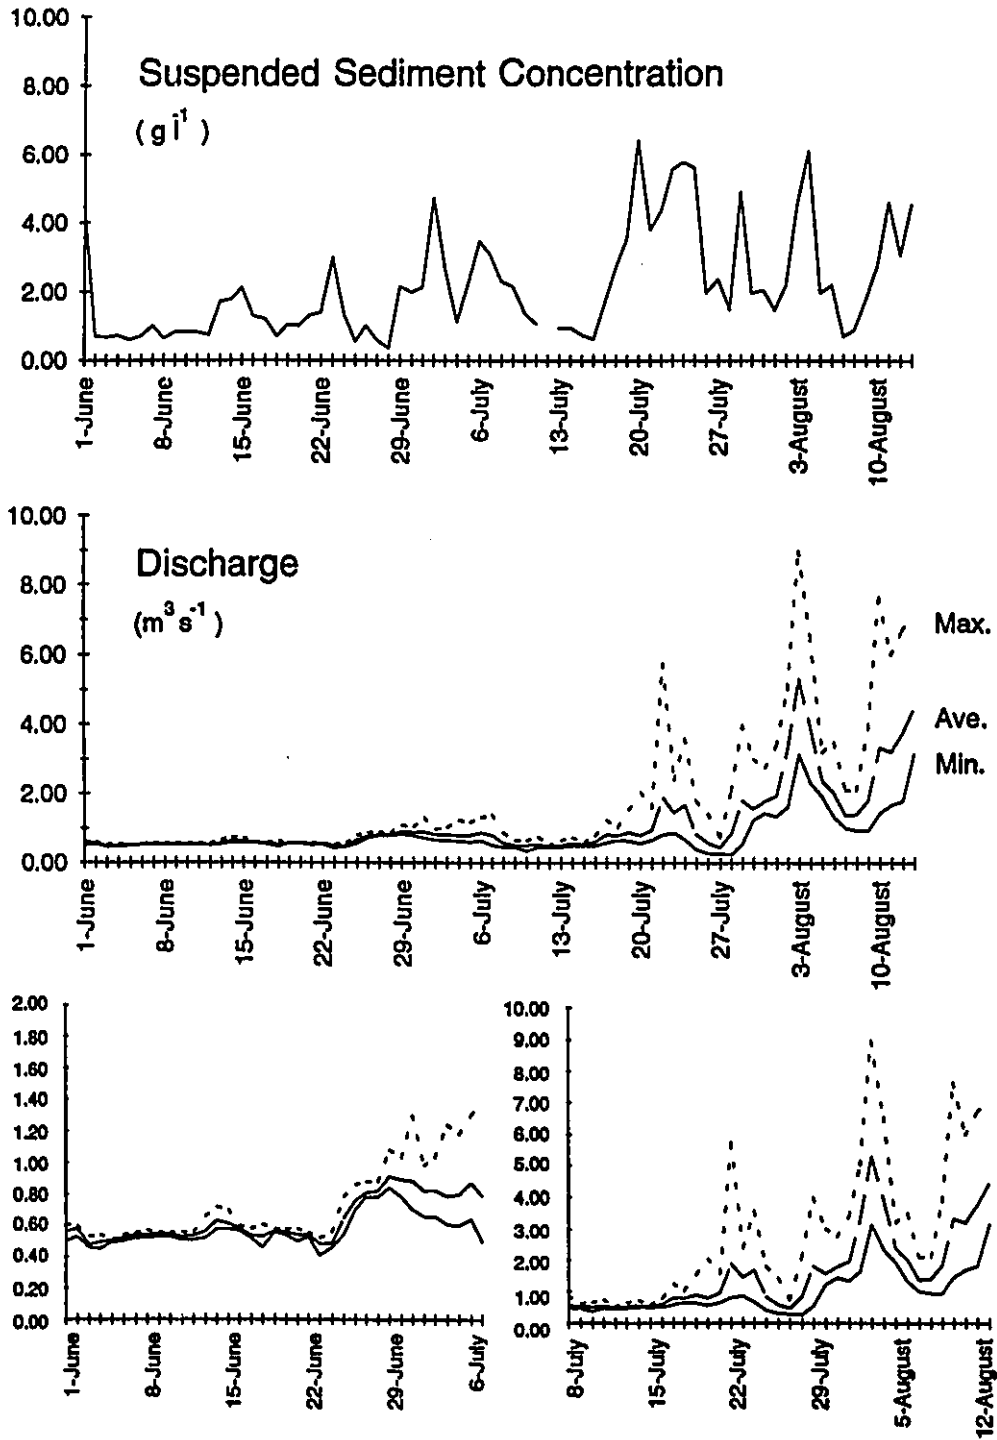 10.00
Suspended Sediment Concentration
8.00
(g l⁻¹)
6.00
4.00
2.00
0.00
1-June
8-June
15-June
22-June
29-June
6-July
13-July
20-July
27-July
3-August
10-August
10.00
Discharge
8.00
(m³ s⁻¹)
Max.
6.00
Ave.
4.00
Min.
2.00
0.00
1-June
8-June
15-June
22-June
29-June
6-July
13-July
20-July
27-July
3-August
10-August
2.00
1.80
1.60
1.40
1.20
1.00
0.80
0.60
0.40
0.20
0.00
1-June
8-June
15-June
22-June
29-June
6-July
10.00
9.00
8.00
7.00
6.00
5.00
4.00
3.00
2.00
1.00
0.00
8-July
15-July
22-July
29-July
5-August
12-August